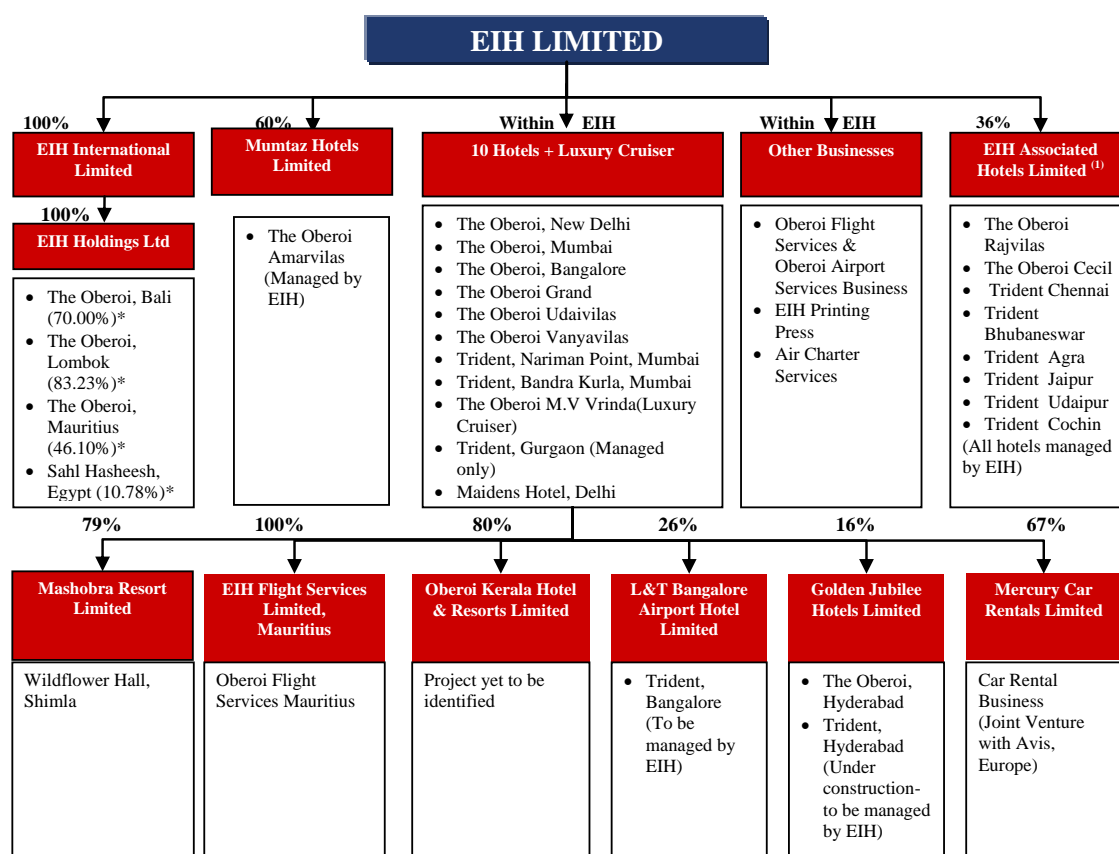 EIH LIMITED
100%
EIH International
Limited
100%
EIH Holdings Ltd
• The Oberoi, Bali
(70.00%)*
• The Oberoi,
Lombok
(83.23%)*
• The Oberoi,
Mauritius
(46.10%)*
• Sahl Hasheesh,
Egypt (10.78%)*
60%
Mumtaz Hotels
Limited
• The Oberoi
Amarvilas
(Managed by
EIH)
Within EIH
10 Hotels + Luxury Cruiser
• The Oberoi, New Delhi
• The Oberoi, Mumbai
• The Oberoi, Bangalore
• The Oberoi Grand
• The Oberoi Udaivilas
• The Oberoi Vanyavilas
• Trident, Nariman Point, Mumbai
• Trident, Bandra Kurla, Mumbai
• The Oberoi M.V Vrinda(Luxury
Cruiser)
• Trident, Gurgaon (Managed
only)
• Maidens Hotel, Delhi
Within EIH
Other Businesses
• Oberoi Flight
Services &
Oberoi Airport
Services Business
• EIH Printing
Press
• Air Charter
Services
36%
EIH Associated
Hotels Limited (1)
• The Oberoi
Rajvilas
• The Oberoi Cecil
• Trident Chennai
• Trident
Bhubaneswar
• Trident Agra
• Trident Jaipur
• Trident Udaipur
• Trident Cochin
(All hotels managed
by EIH)
79%
Mashobra Resort
Limited
Wildflower Hall,
Shimla
100%
EIH Flight Services
Limited,
Mauritius
Oberoi Flight
Services Mauritius
80%
Oberoi Kerala Hotel
& Resorts Limited
Project yet to be
identified
26%
L&T Bangalore
Airport Hotel
Limited
• Trident,
Bangalore
(To be
managed by
EIH)
16%
Golden Jubilee
Hotels Limited
• The Oberoi,
Hyderabad
• Trident,
Hyderabad
(Under
construction-
to be managed
by EIH)
67%
Mercury Car
Rentals Limited
Car Rental
Business
(Joint Venture
with Avis,
Europe)